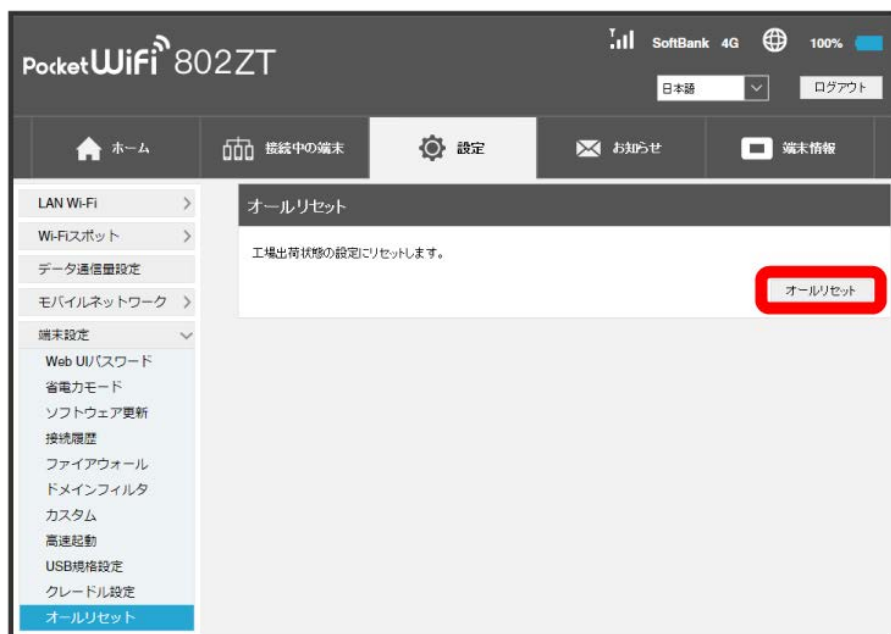 PocketWiFi 802ZT
SoftBank 4G 100%
日本語 ログアウト
ホーム 接続中の端末 設定 お知らせ 端末情報
LAN Wi-Fi
Wi-Fiスポット
データ通信量設定
モバイルネットワーク
端末設定
Web UIパスワード
省電力モード
ソフトウェア更新
接続履歴
ファイアウォール
ドメインフィルタ
カスタム
高速起動
USB規格設定
クレードル設定
オールリセット
オールリセット
工場出荷状態の設定にリセットします。
オールリセット